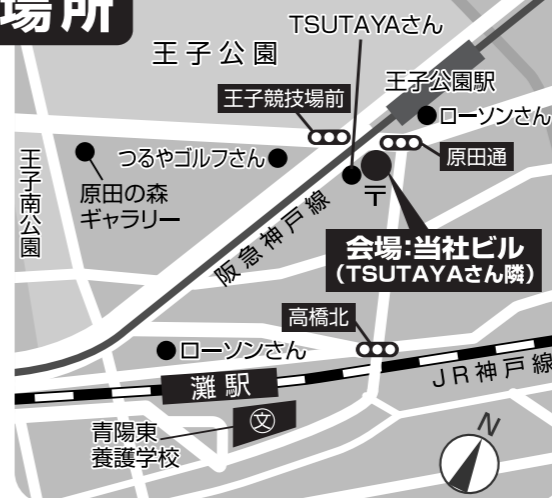 場所
TSUTAYAさん
王子公園
王子公園駅
王子競技場前
ローソンさん
原田通
つるやゴルフさん
王子南公園
原田の森
ギャラリー
〒
阪急神戸線
会場:当社ビル
(TSUTAYAさん隣)
高橋北
ローソンさん
灘駅
JR神戸線
文
青陽東
養護学校
N